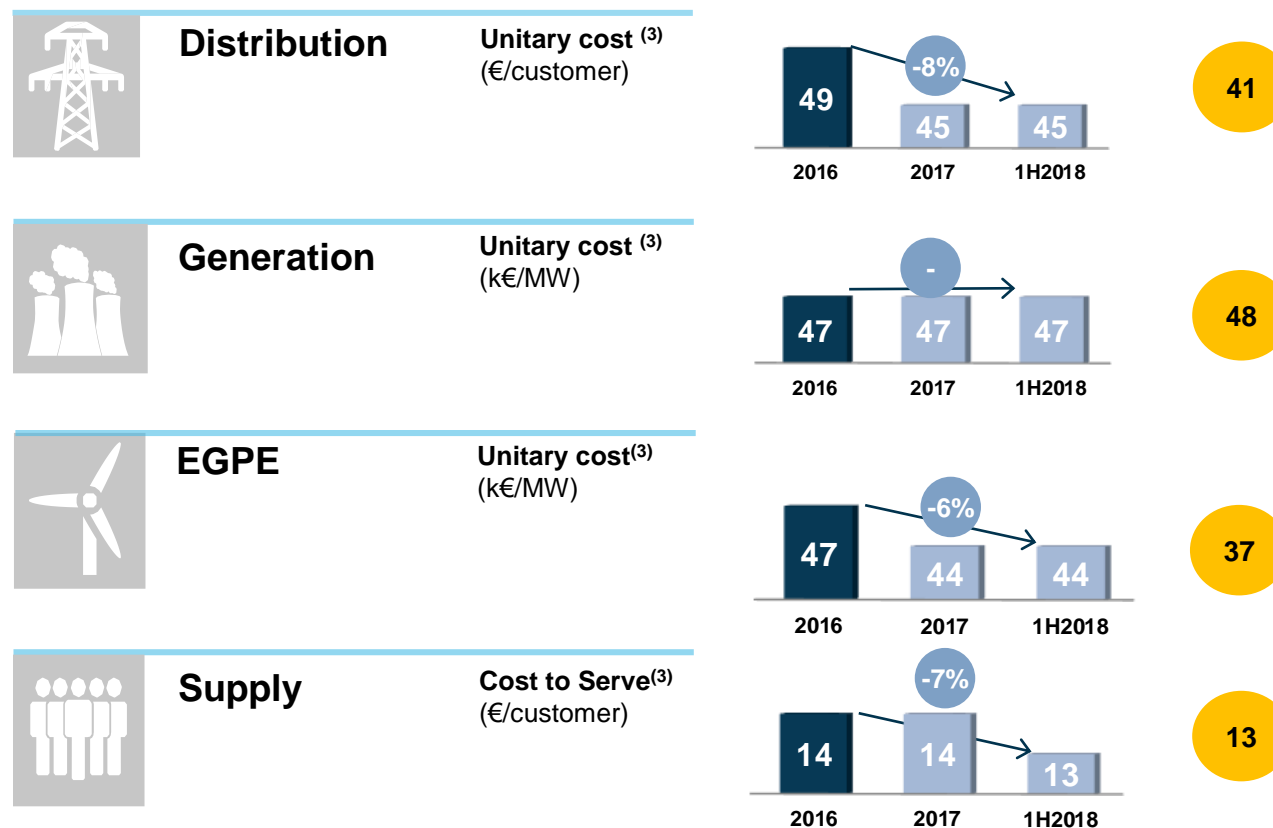 Distribution
Unitary cost (3)
(€/customer)
-8%
49
45
45
2016
2017
1H2018
41
Generation
Unitary cost (3)
(k€/MW)
-
47
47
47
2016
2017
1H2018
48
EGPE
Unitary cost(3)
(k€/MW)
-6%
47
44
44
2016
2017
1H2018
37
Supply
Cost to Serve(3)
(€/customer)
-7%
14
14
13
2016
2017
1H2018
13